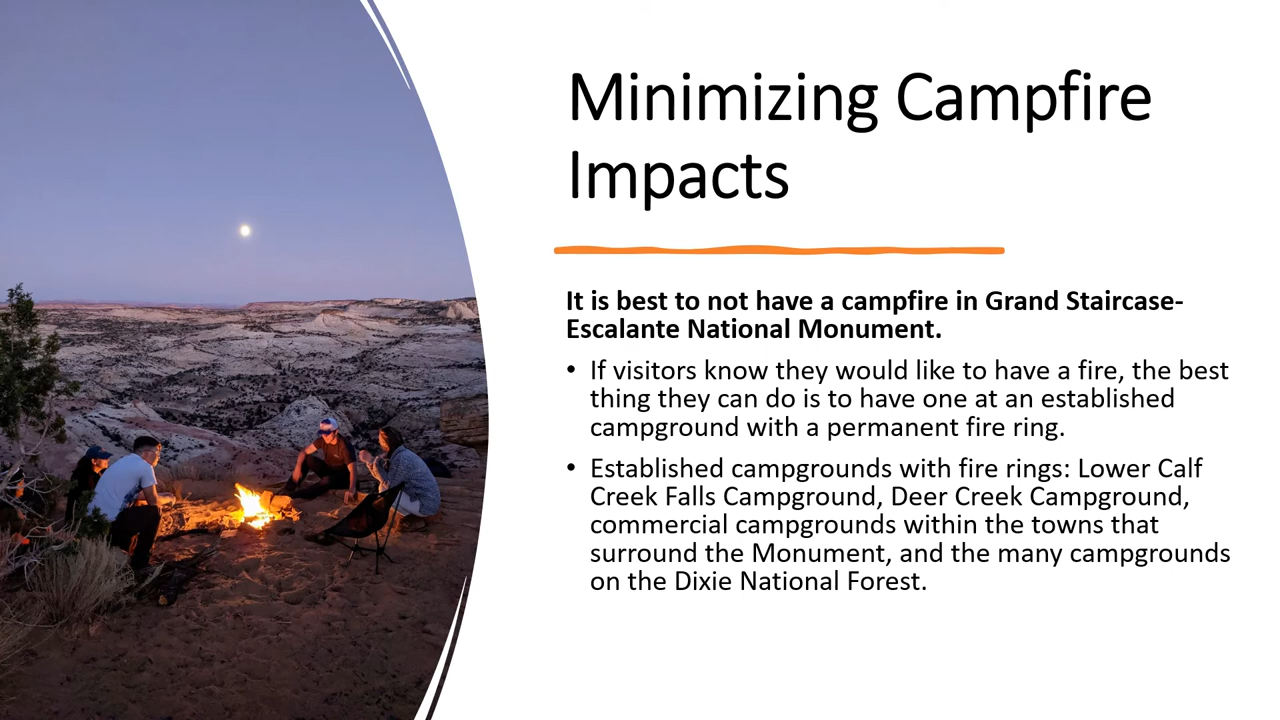 Minimizing Campfire
Impacts
It is best to not have a campfire in Grand Staircase-
Escalante National Monument.
• If visitors know they would like to have a fire, the best
thing they can do is to have one at an established
campground with a permanent fire ring.
• Established campgrounds with fire rings: Lower Calf
Creek Falls Campground, Deer Creek Campground,
commercial campgrounds within the towns that
surround the Monument, and the many campgrounds
on the Dixie National Forest.